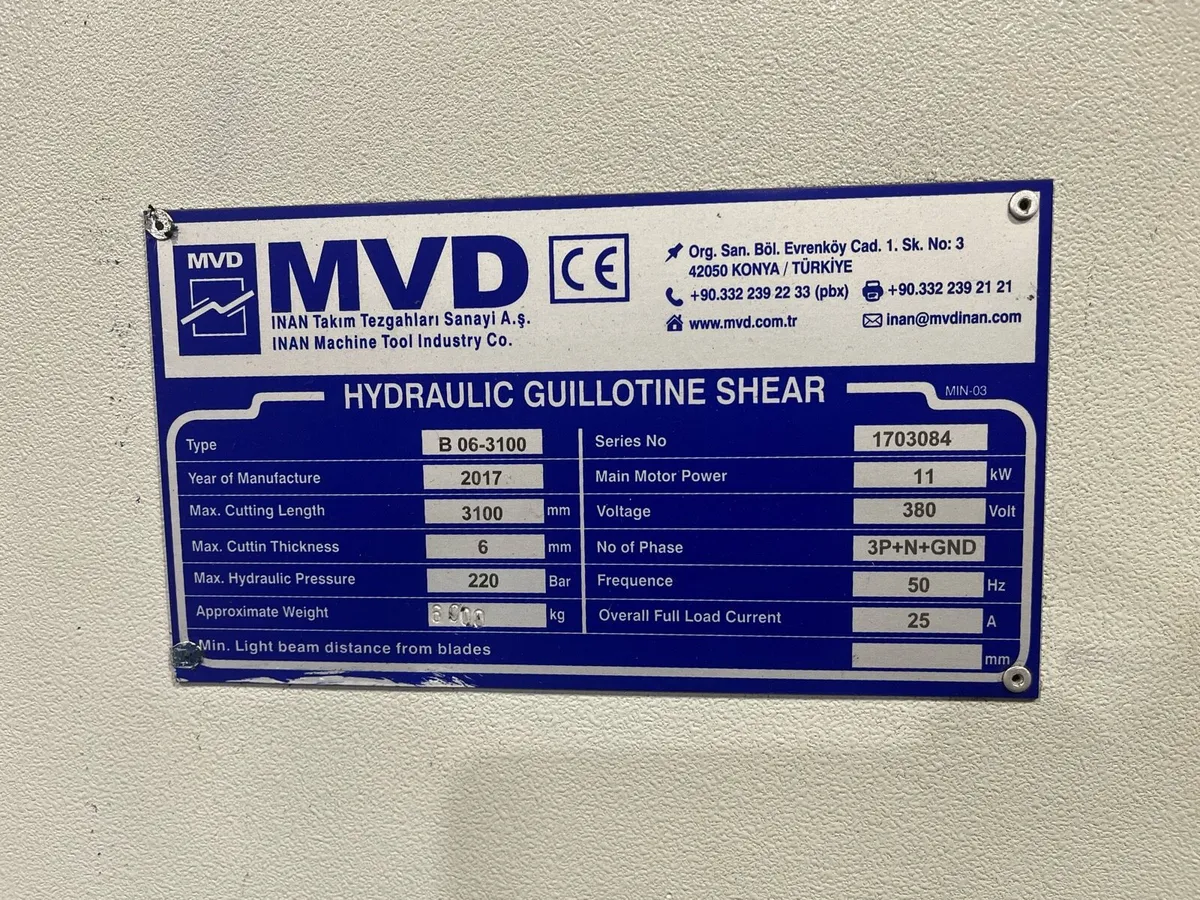 MVD
MVD
CE
INAN Takım Tezgahları Sanayi A.ş.
INAN Machine Tool Industry Co.
Org. San. Böl. Evrenköy Cad. 1. Sk. No: 3
42050 KONYA / TÜRKİYE
+90.332 239 22 33 (pbx) +90.332 239 21 21
www.mvd.com.tr inan@mvdinan.com
HYDRAULIC GUILLOTINE SHEAR
MIN-03
Type B 06-3100
Year of Manufacture 2017
Max. Cutting Length 3100 mm
Max. Cuttin Thickness 6 mm
Max. Hydraulic Pressure 220 Bar
Approximate Weight kg
Series No 1703084
Main Motor Power 11 kW
Voltage 380 Volt
No of Phase 3P+N+GND
Frequence 50 Hz
Overall Full Load Current 25 A
Min. Light beam distance from blades mm